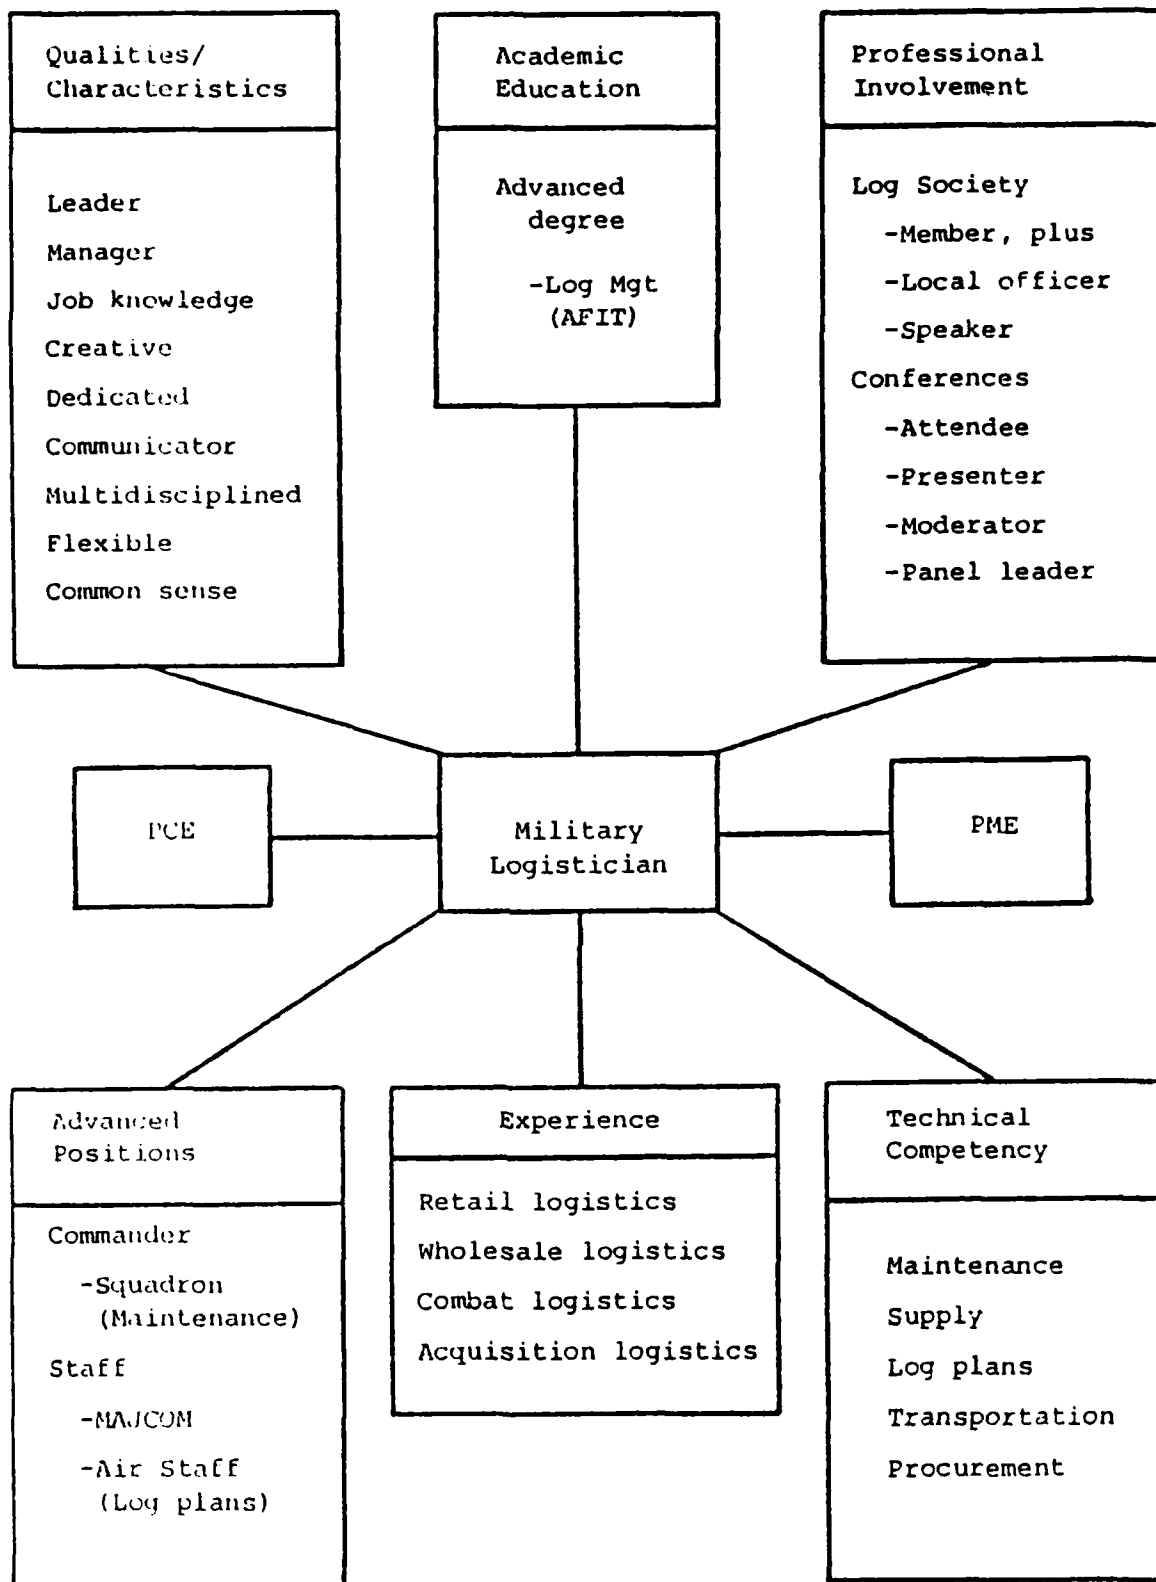 Qualities/
Characteristics
Leader
Manager
Job knowledge
Creative
Dedicated
Communicator
Multidisciplined
Flexible
Common sense
Academic
Education
Advanced
degree
-Log Mgt
(AFIT)
Professional
Involvement
Log Society
-Member, plus
-Local officer
-Speaker
Conferences
-Attendee
-Presenter
-Moderator
-Panel leader
PCE
Military
Logistician
PME
Advanced
Positions
Commander
-Squadron
(Maintenance)
Staff
-MAJCOM
-Air Staff
(Log plans)
Experience
Retail logistics
Wholesale logistics
Combat logistics
Acquisition logistics
Technical
Competency
Maintenance
Supply
Log plans
Transportation
Procurement